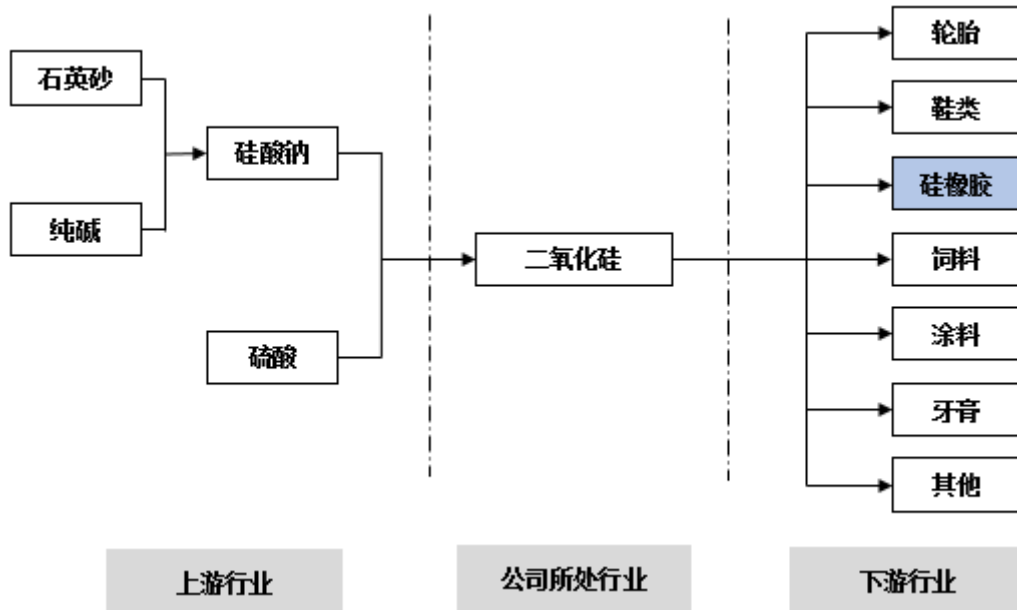 石英砂
纯碱
硅酸钠
硫酸
二氧化硅
轮胎
鞋类
硅橡胶
饲料
涂料
牙膏
其他
上游行业
公司所处行业
下游行业